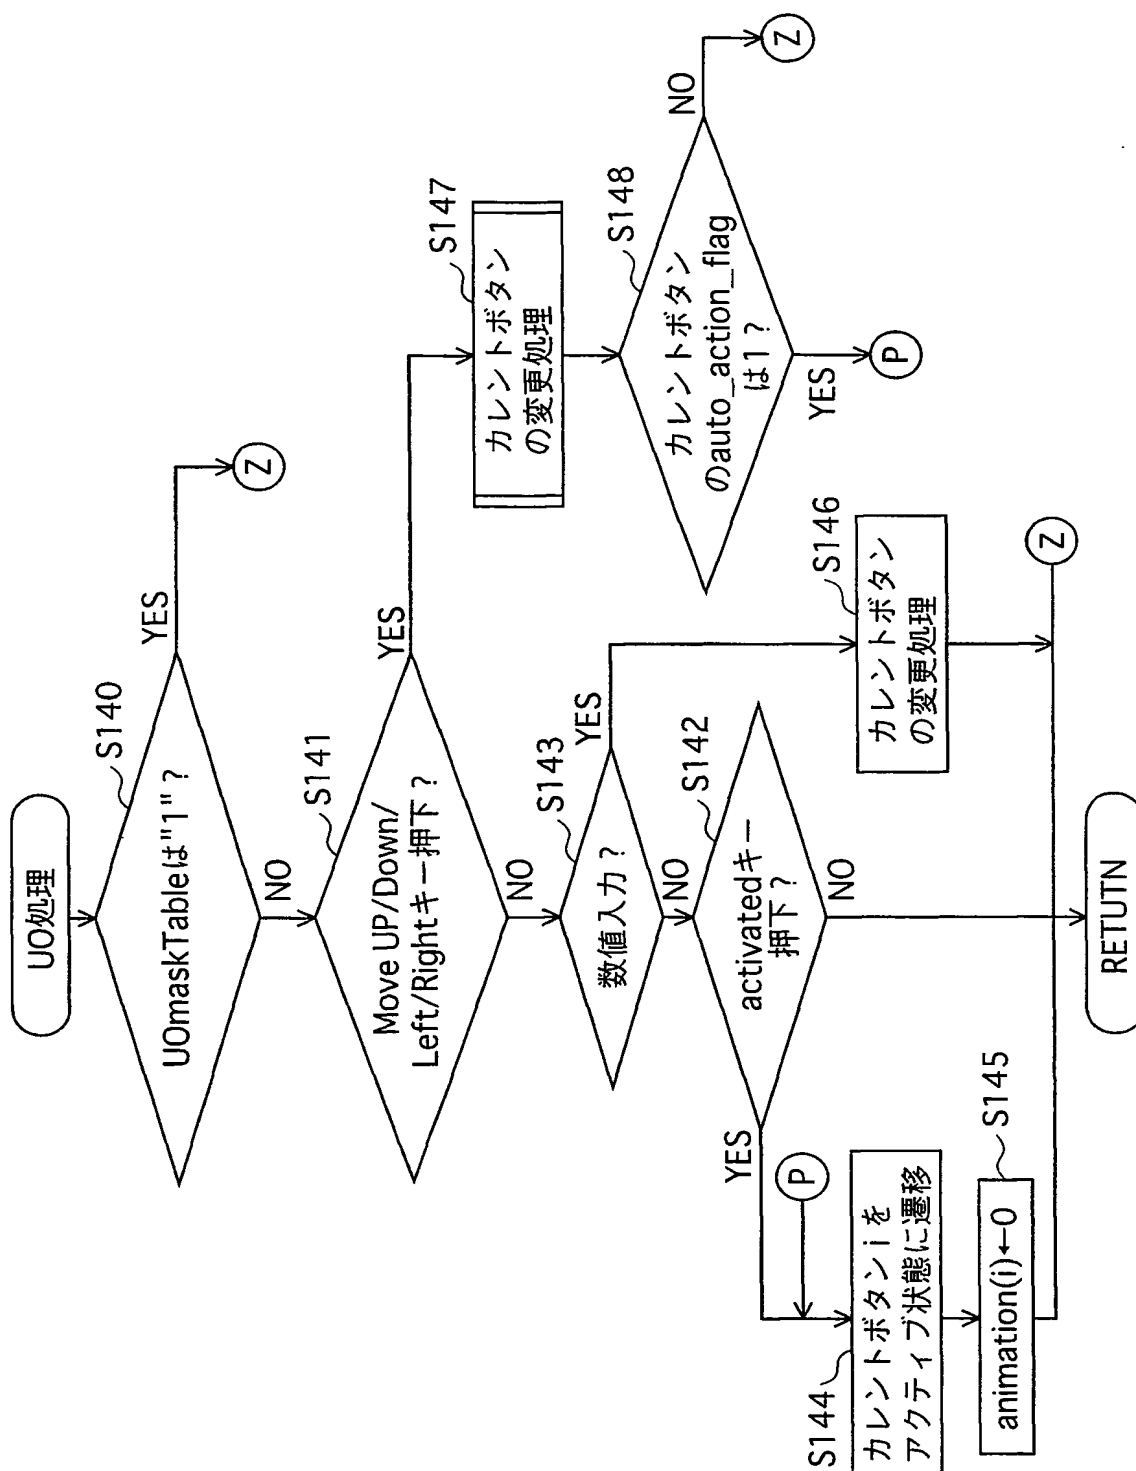 UO処理
S140
UOmaskTableは"1"?
YES
Z
NO
S141
Move UP/Down/
Left/Rightキー押下?
YES
NO
S147
カレントボタン
の変更処理
S148
カレントボタン
のauto_action_flag
は1?
NO
Z
YES
P
S143
数値入力?
YES
NO
S146
カレントボタン
の変更処理
Z
S142
activatedキー
押下?
YES
NO
P
S144
カレントボタンiを
アクティブ状態に遷移
S145
animation(i)←0
RETUTN